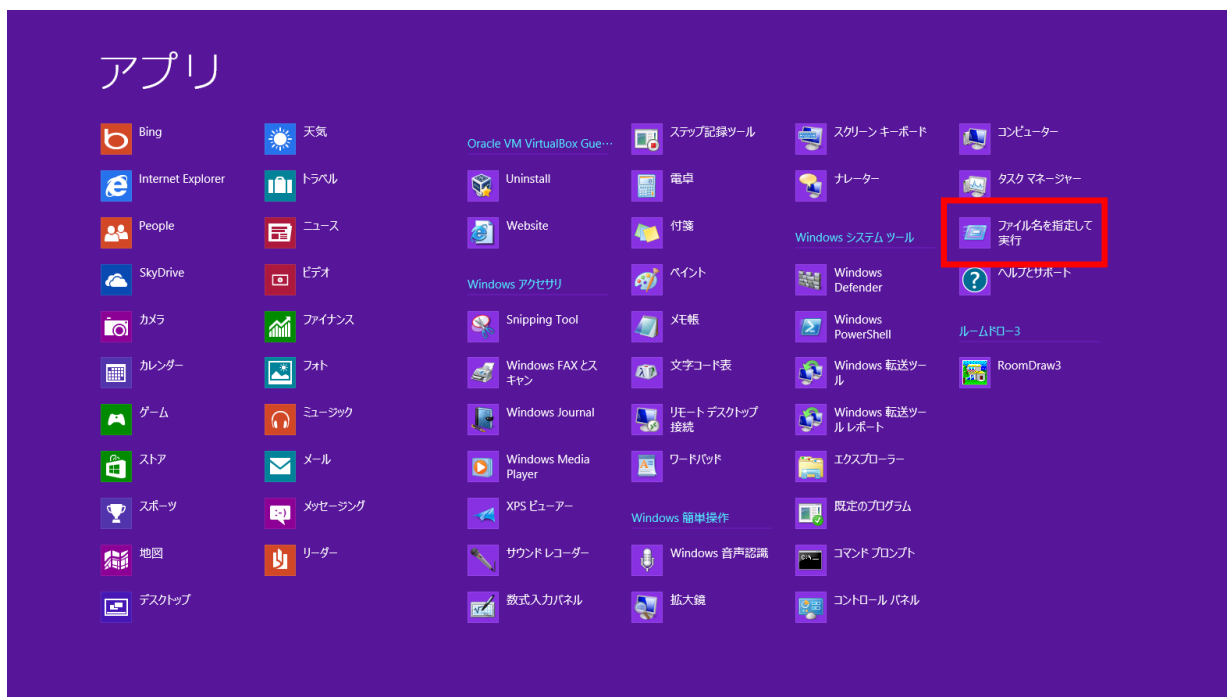 アプリ
Bing
Internet Explorer
People
SkyDrive
カメラ
カレンダー
ゲーム
ストア
スポーツ
地図
デスクトップ
天気
トラベル
ニュース
ビデオ
ファイナンス
フォト
ミュージック
メール
メッセージング
リーダー
Oracle VM VirtualBox Gue…
Uninstall
Website
Windows アクセサリ
Snipping Tool
Windows FAX とス
キャン
Windows Journal
Windows Media
Player
XPS ビューアー
サウンド レコーダー
数式入力パネル
ステップ記録ツール
電卓
付箋
ペイント
メモ帳
文字コード表
リモート デスクトップ
接続
ワードパッド
Windows 簡単操作
Windows 音声認識
拡大鏡
スクリーン キーボード
ナレーター
Windows システム ツール
Windows
Defender
Windows
PowerShell
Windows 転送ツー
ル
Windows 転送ツー
ル レポート
エクスプローラー
既定のプログラム
コマンド プロンプト
コントロール パネル
コンピューター
タスク マネージャー
ファイル名を指定して
実行
ヘルプとサポート
ルームドロー3
RoomDraw3